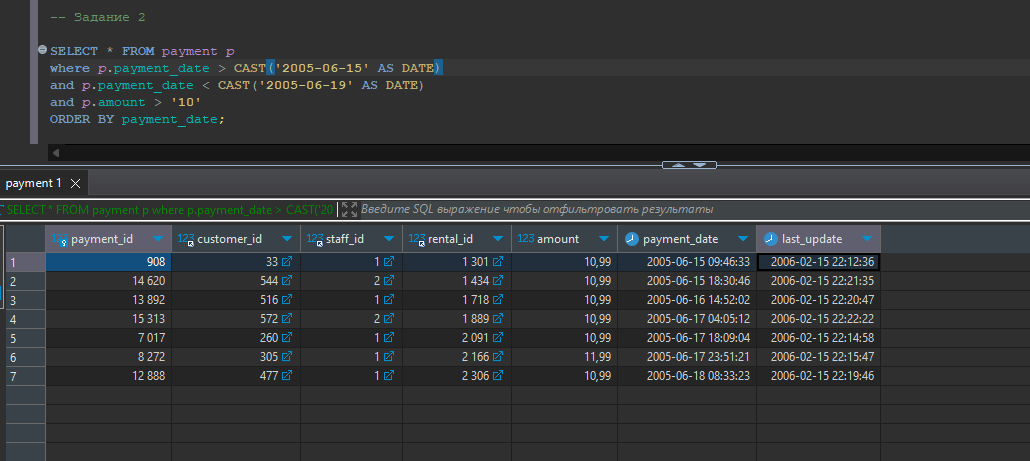 -- Задание 2
SELECT * FROM payment p
where p.payment_date > CAST('2005-06-15' AS DATE)
and p.payment_date < CAST('2005-06-19' AS DATE)
and p.amount > '10'
ORDER BY payment_date;
payment 1
SELECT * FROM payment p where p.payment_date > CAST('20 Введите SQL выражение чтобы отфильтровать результаты
123 payment_id 123 customer_id 123 staff_id 123 rental_id 123 amount payment_date last_update
1 908 33 1 1 301 10,99 2005-06-15 09:46:33 2006-02-15 22:12:36
2 14 620 544 2 1 434 10,99 2005-06-15 18:30:46 2006-02-15 22:21:35
3 13 892 516 1 1 718 10,99 2005-06-16 14:52:02 2006-02-15 22:20:47
4 15 313 572 2 1 889 10,99 2005-06-17 04:05:12 2006-02-15 22:22:22
5 7 017 260 1 2 091 10,99 2005-06-17 18:09:04 2006-02-15 22:14:58
6 8 272 305 1 2 166 11,99 2005-06-17 23:51:21 2006-02-15 22:15:47
7 12 888 477 1 2 306 10,99 2005-06-18 08:33:23 2006-02-15 22:19:46